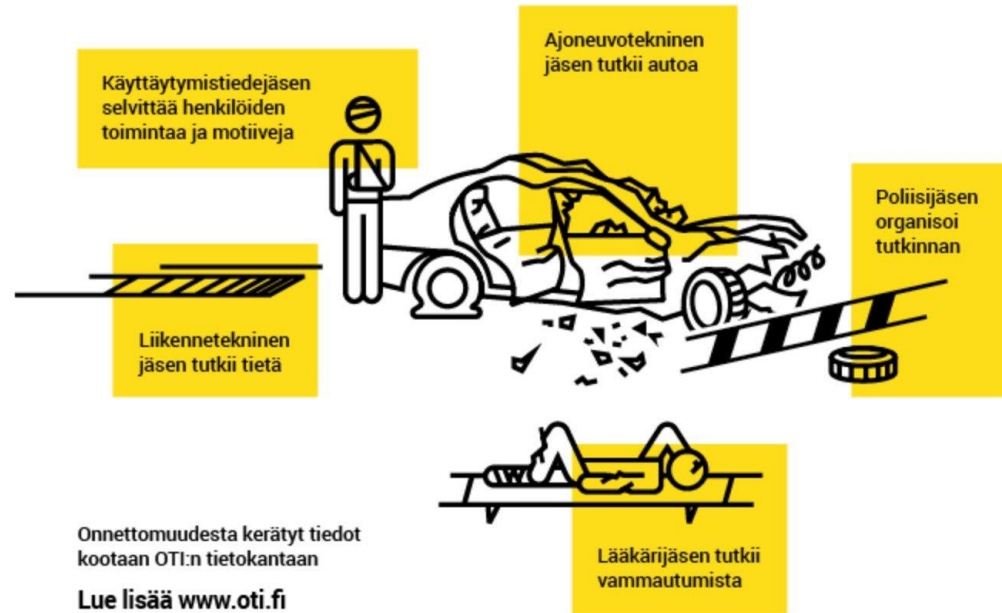 Käyttäytymistiedejäsen
selvittää henkilöiden
toimintaa ja motiiveja
Ajoneuvotekninen
jäsen tutkii autoa
Poliisijäsen
organisoi
tutkinnan
Liikennetekninen
jäsen tutkii tietä
Lääkärijäsen tutkii
vammautumista
Onnettomuudesta kerätyt tiedot
kootaan OTI:n tietokantaan
Lue lisää www.oti.fi